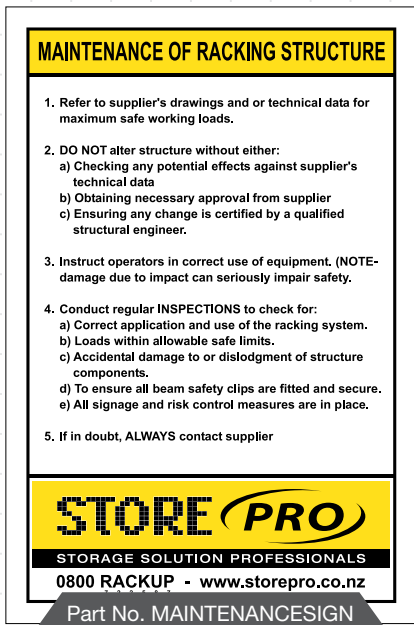 MAINTENANCE OF RACKING STRUCTURE
1. Refer to supplier's drawings and or technical data for
maximum safe working loads.
2. DO NOT alter structure without either:
a) Checking any potential effects against supplier's
technical data
b) Obtaining necessary approval from supplier
c) Ensuring any change is certified by a qualified
structural engineer.
3. Instruct operators in correct use of equipment. (NOTE-
damage due to impact can seriously impair safety.
4. Conduct regular INSPECTIONS to check for:
a) Correct application and use of the racking system.
b) Loads within allowable safe limits.
c) Accidental damage to or dislodgment of structure
components.
d) To ensure all beam safety clips are fitted and secure.
e) All signage and risk control measures are in place.
5. If in doubt, ALWAYS contact supplier
STORE PRO
STORAGE SOLUTION PROFESSIONALS
0800 RACKUP - www.storepro.co.nz
Part No. MAINTENANCESIGN